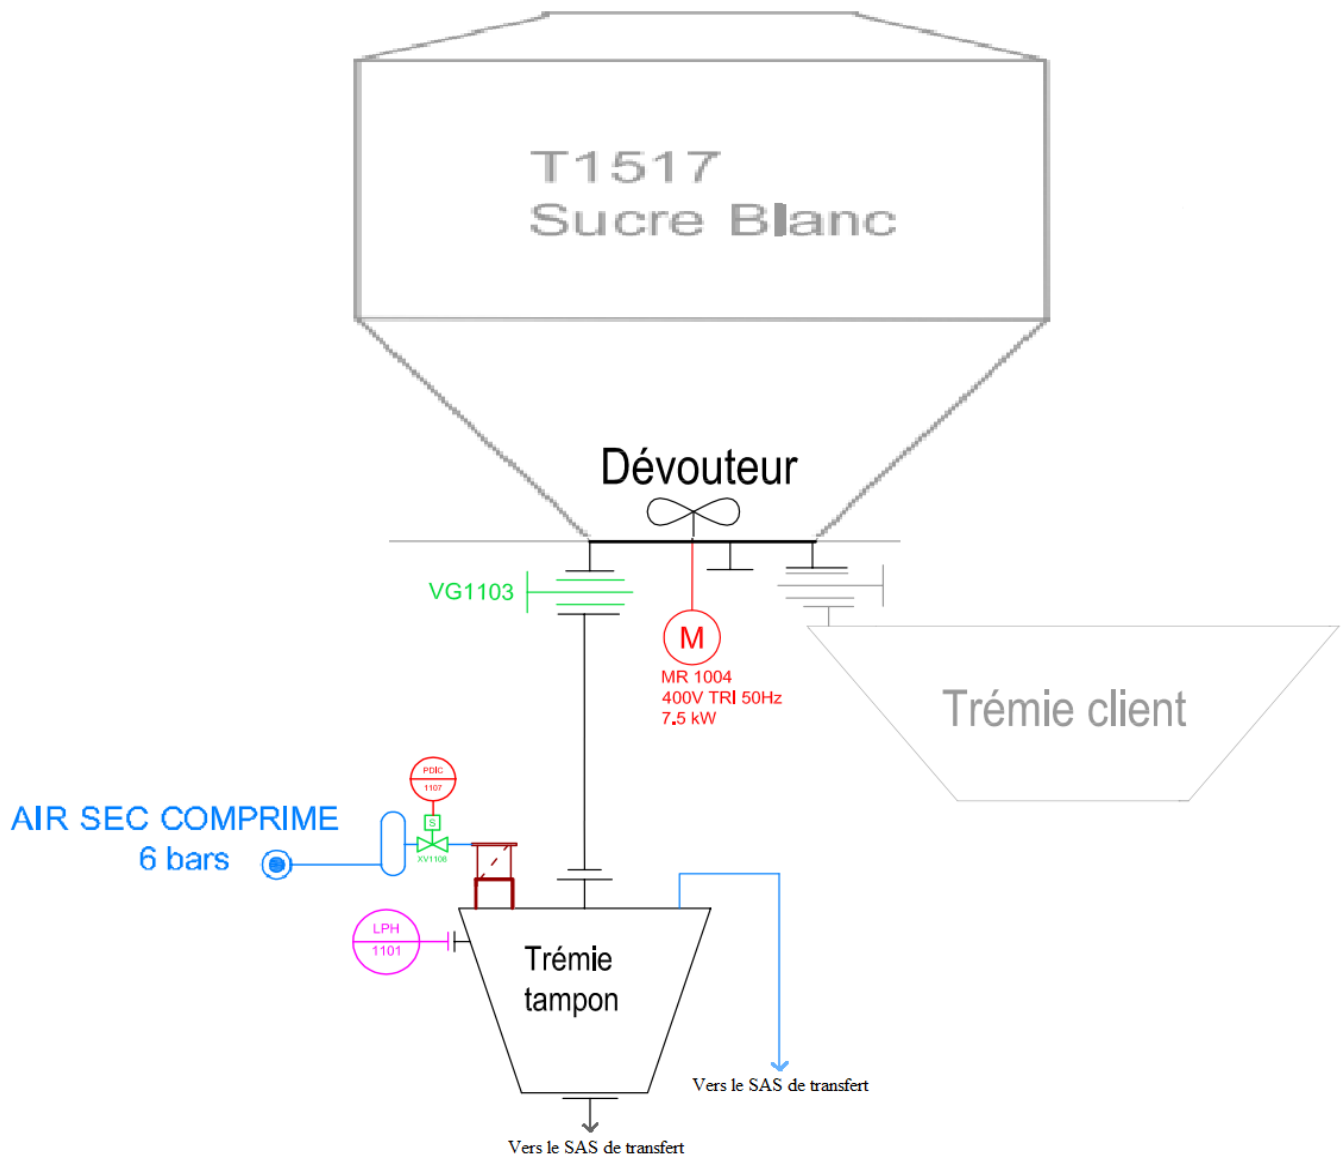 T1517
Sucre Blanc
Dévouteur
VG1103
M
MR 1004
400V TRI 50Hz
7.5 kW
Trémie client
PDIC
1107
S
XV1108
AIR SEC COMPRIME
6 bars
LPH
1101
Trémie
tampon
Vers le SAS de transfert
Vers le SAS de transfert